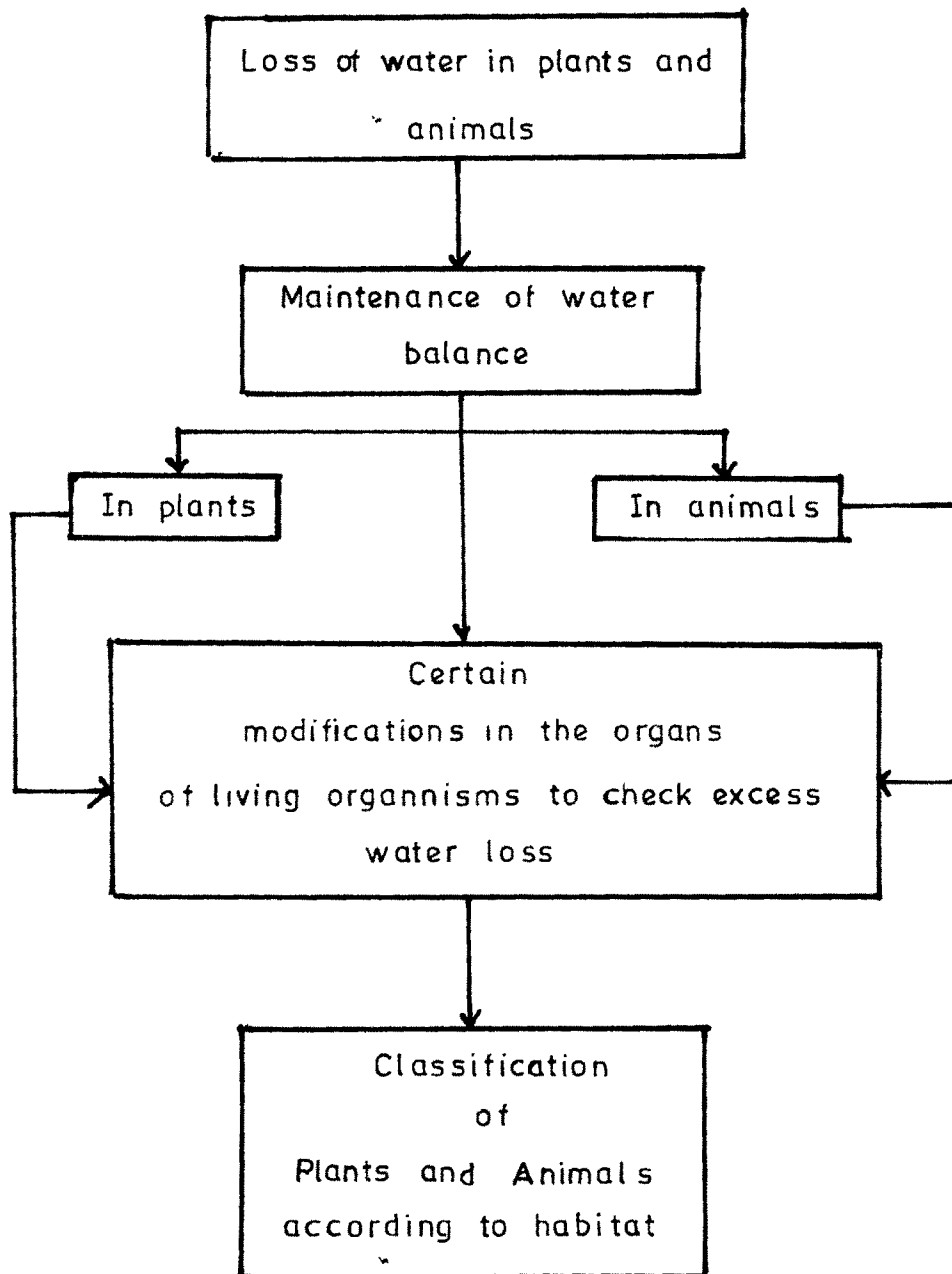 Loss of water in plants and
animals
Maintenance of water
balance
In plants
In animals
Certain
modifications in the organs
of living organnisms to check excess
water loss
Classification
of
Plants and Animals
according to habitat